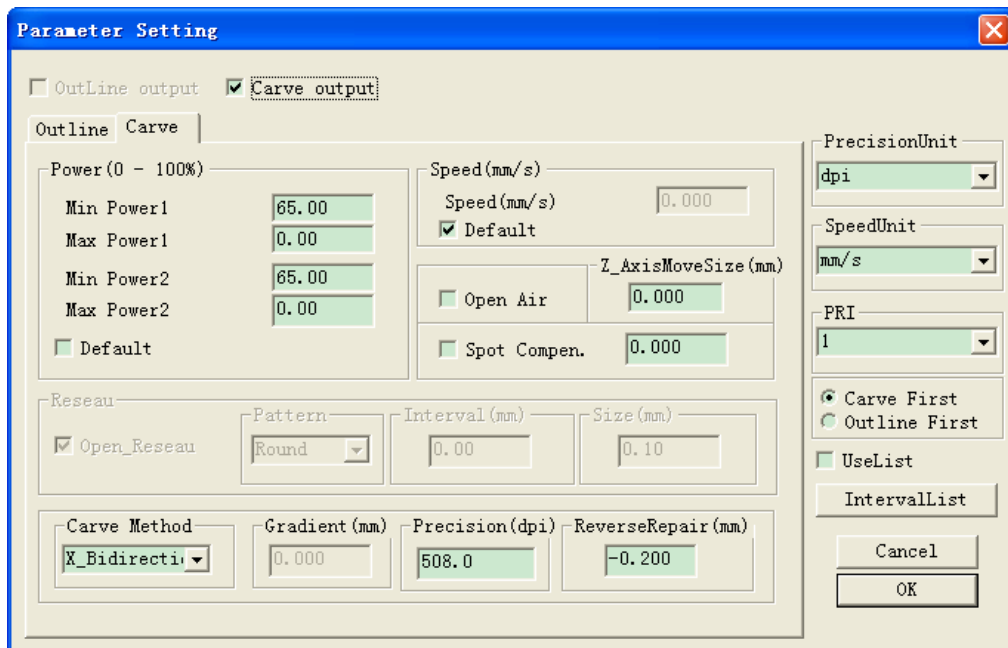 Parameter Setting
OutLine output
Carve output
Outline
Carve
Power(0 - 100%)
Min Power1
65.00
Max Power1
0.00
Min Power2
65.00
Max Power2
0.00
Default
Speed(mm/s)
Speed(mm/s)
0.000
Default
Z_AxisMoveSize(mm)
Open Air
0.000
Spot Compen.
0.000
Reseau
Open_Reseau
Pattern
Round
Interval(mm)
0.00
Size(mm)
0.10
Carve Method
X_Bidirecti
Gradient(mm)
0.000
Precision(dpi)
508.0
ReverseRepair(mm)
-0.200
PrecisionUnit
dpi
SpeedUnit
mm/s
PRI
1
Carve First
Outline First
UseList
IntervalList
Cancel
OK